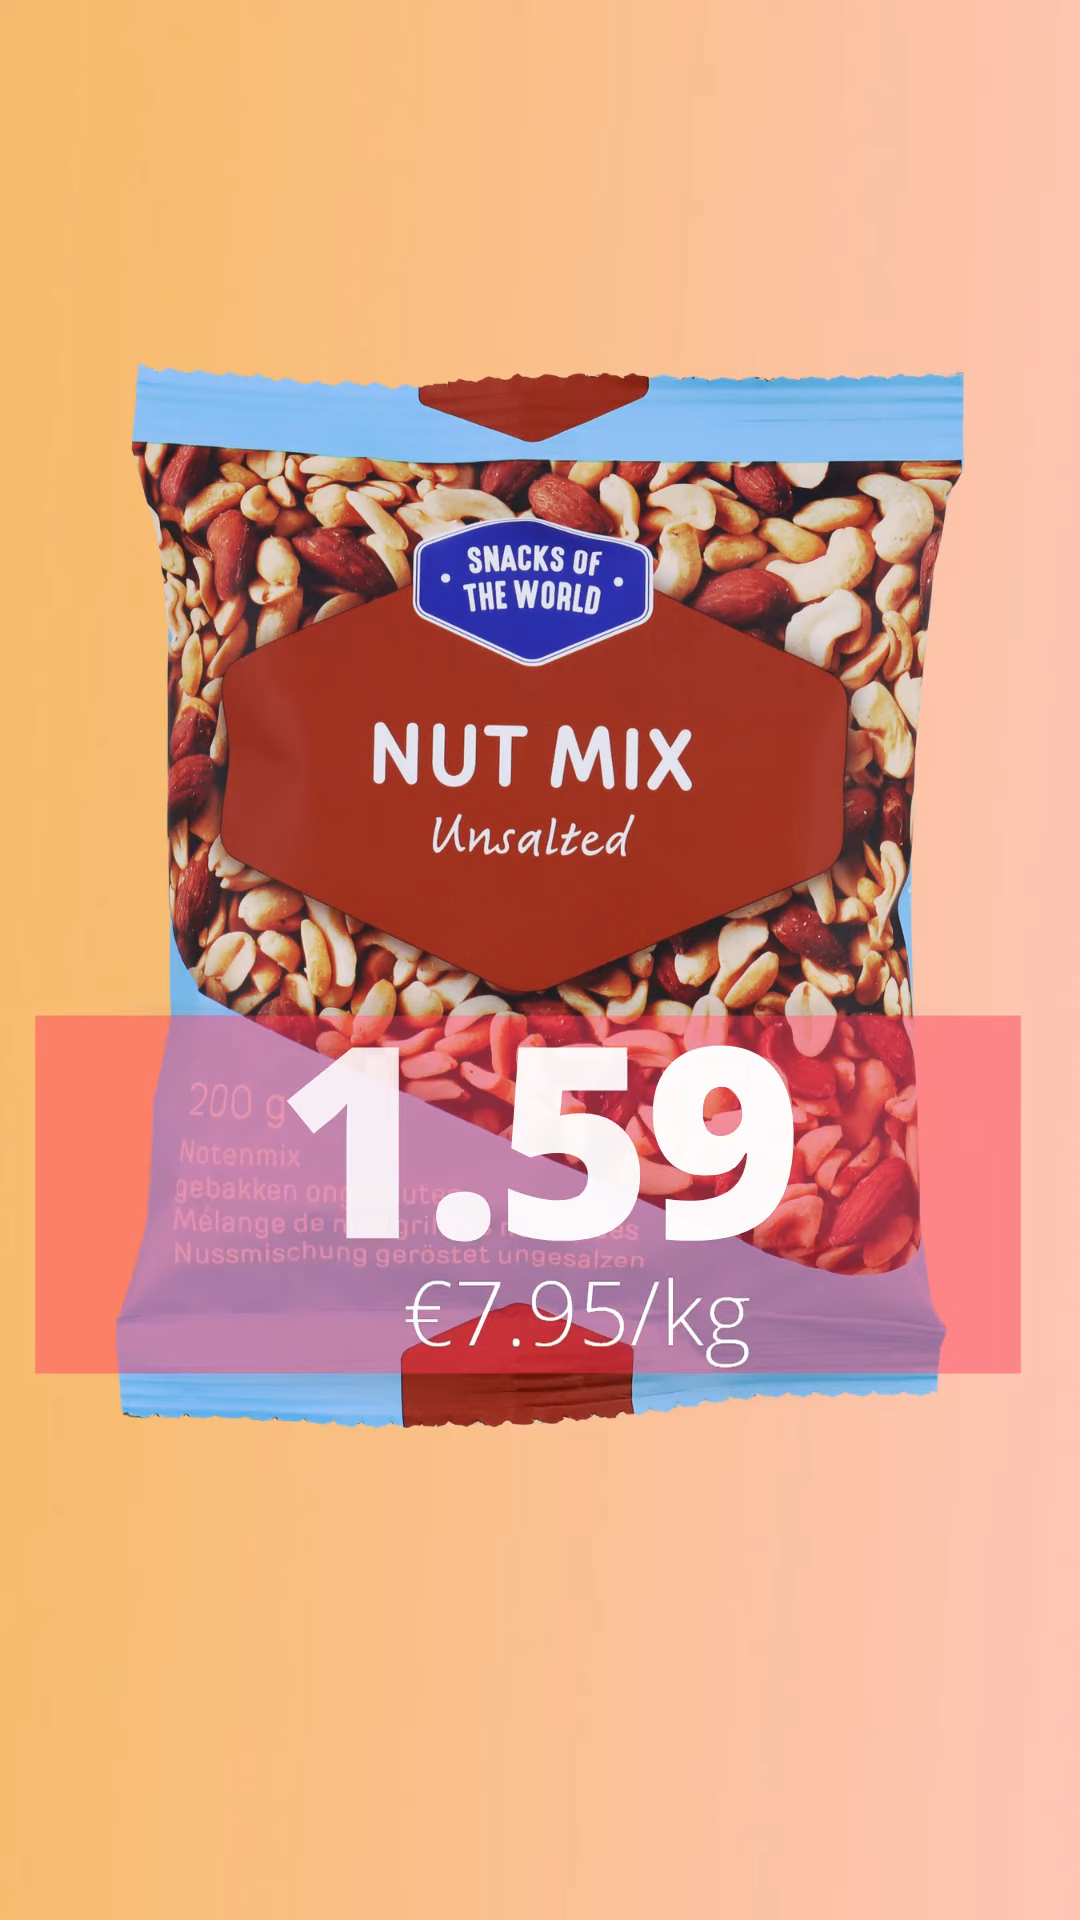 SNACKS OF
THE WORLD
NUT MIX
Unsalted
1.59
200 g
Notenmix
gebakken
Mélange de
Nussmischung geröstet ungesalzen
€7.95/kg